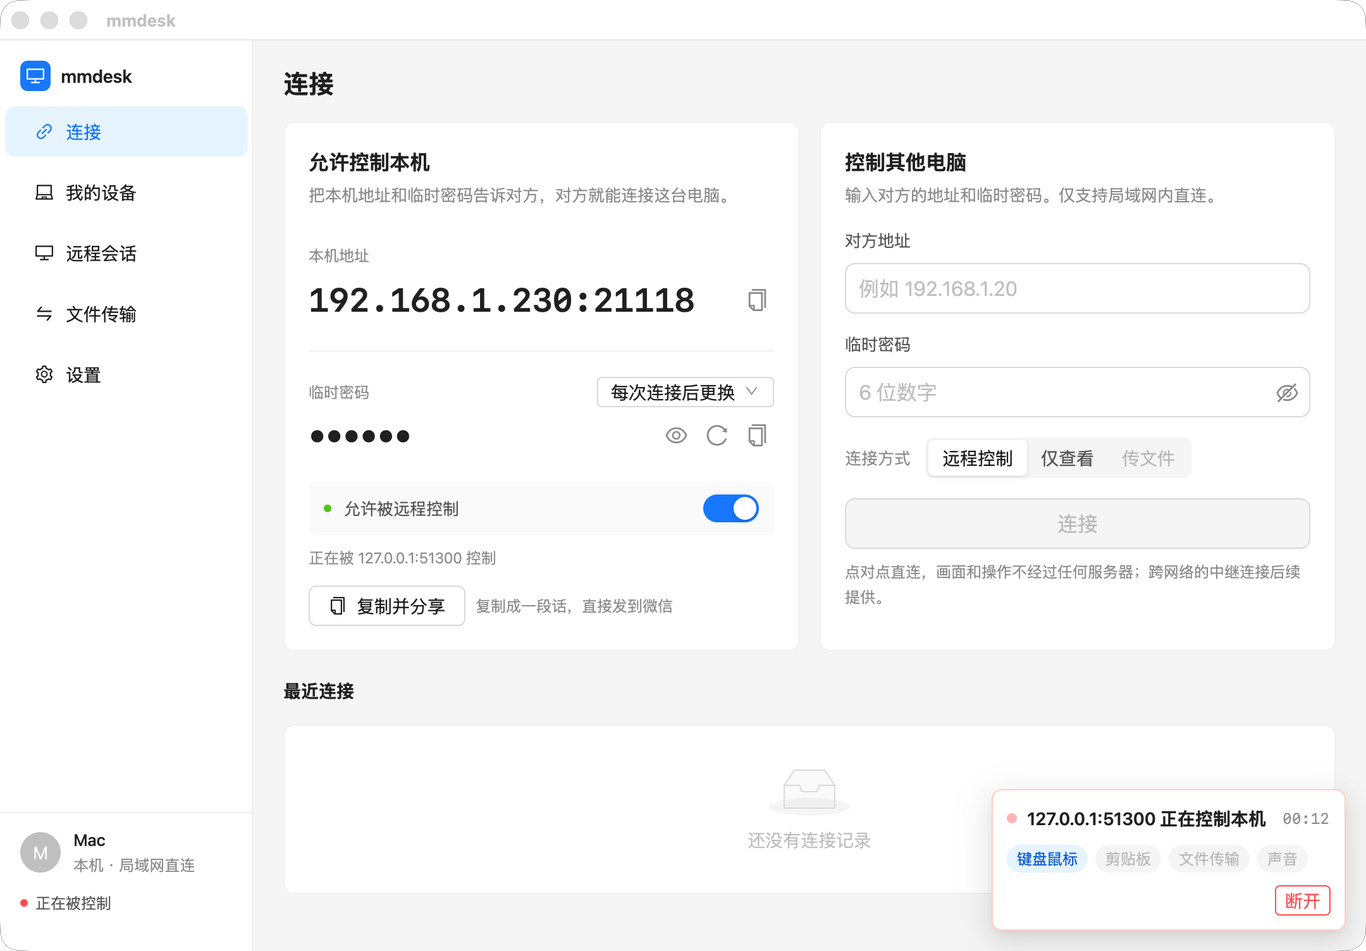 mmdesk
mmdesk
连接
我的设备
远程会话
文件传输
设置
M
Mac
本机 · 局域网直连
正在被控制
连接
允许控制本机
把本机地址和临时密码告诉对方，对方就能连接这台电脑。
本机地址
192.168.1.230:21118
临时密码
每次连接后更换
●●●●●●
允许被远程控制
正在被 127.0.0.1:51300 控制
复制并分享
复制成一段话，直接发到微信
控制其他电脑
输入对方的地址和临时密码。仅支持局域网内直连。
对方地址
例如 192.168.1.20
临时密码
6 位数字
连接方式 远程控制 仅查看 传文件
连接
点对点直连，画面和操作不经过任何服务器；跨网络的中继连接后续
提供。
最近连接
还没有连接记录
127.0.0.1:51300 正在控制本机 00:12
键盘鼠标 剪贴板 文件传输 声音
断开